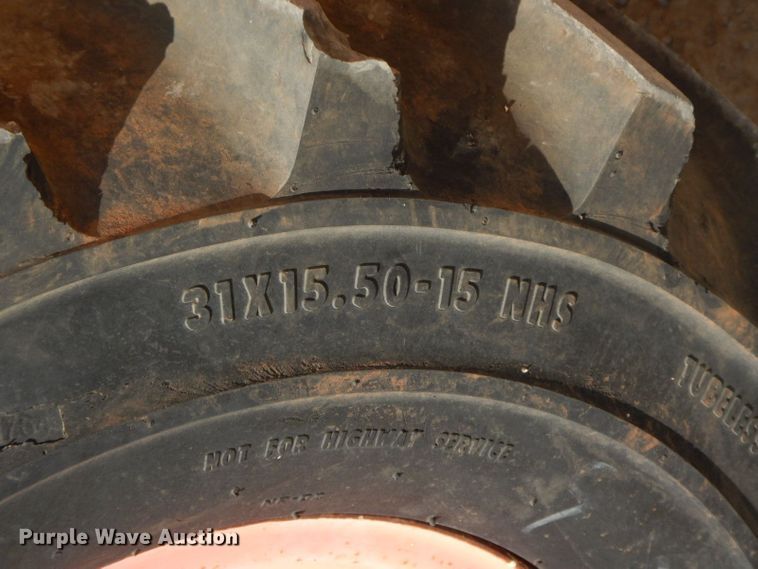 31X15.50-15 NHS
TUBELESS
NOT FOR HIGHWAY SERVICE
Purple Wave Auction